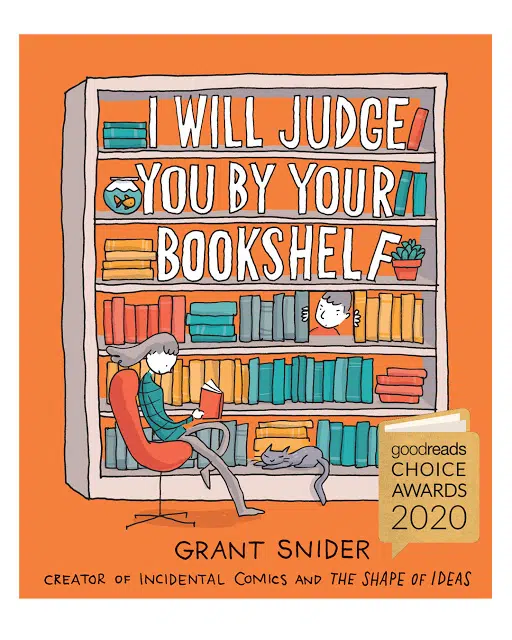 I WILL JUDGE
YOU BY YOUR
BOOKSHELF
goodreads
CHOICE
AWARDS
2020
GRANT SNIDER
CREATOR OF INCIDENTAL COMICS AND THE SHAPE OF IDEAS